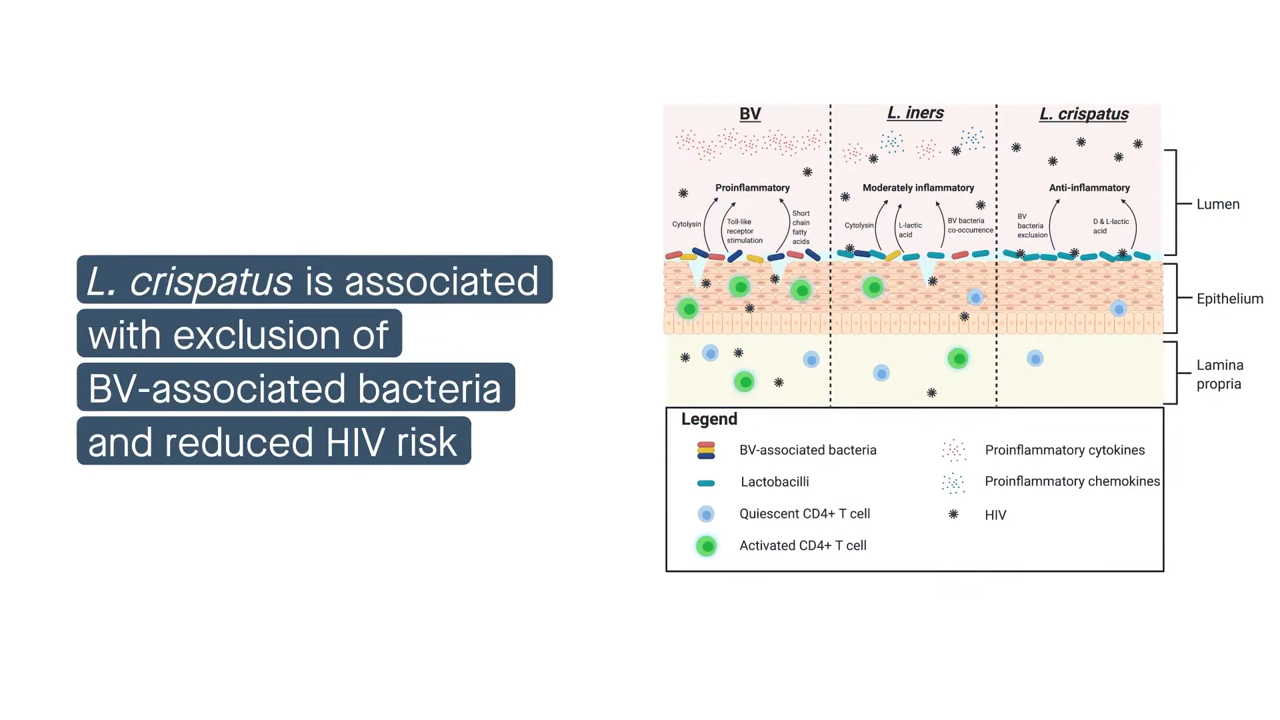 L. crispatus is associated
with exclusion of
BV-associated bacteria
and reduced HIV risk
BV
L. iners
L. crispatus
Proinflammatory
Moderately inflammatory
Anti-inflammatory
Cytolysin
Toll-like
receptor
stimulation
Short
chain
fatty
acids
Cytolysin
L-lactic
acid
BV bacteria
co-occurrence
BV
bacteria
exclusion
D & L-lactic
acid
Lumen
Epithelium
Lamina
propria
Legend
BV-associated bacteria
Lactobacilli
Quiescent CD4+ T cell
Activated CD4+ T cell
Proinflammatory cytokines
Proinflammatory chemokines
HIV